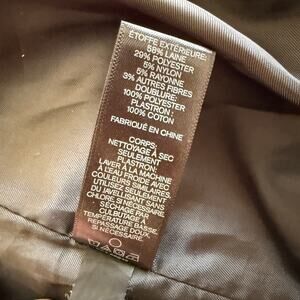 ÉTOFFE EXTÉRIEURE:
58% LAINE
29% POLYESTER
5% NYLON
5% RAYONNE
3% AUTRES FIBRES
DOUBLURE:
100% POLYESTER
PLASTRON:
100% COTON
FABRIQUÉ EN CHINE
CORPS:
NETTOYAGE À SEC
SEULEMENT
PLASTRON:
LAVER À LA MACHINE
À L'EAU FROIDE AVEC
COULEURS SIMILAIRES
UTILISEZ SEULEMENT
DU JAVELLISANT SANS
CHLORE SI NÉCESSAIRE.
SÉCHAGE PAR
CULBUTAGE À
TEMPÉRATURE BASSE.
REPASSAGE DOUX,
SI NÉCESSAIRE.